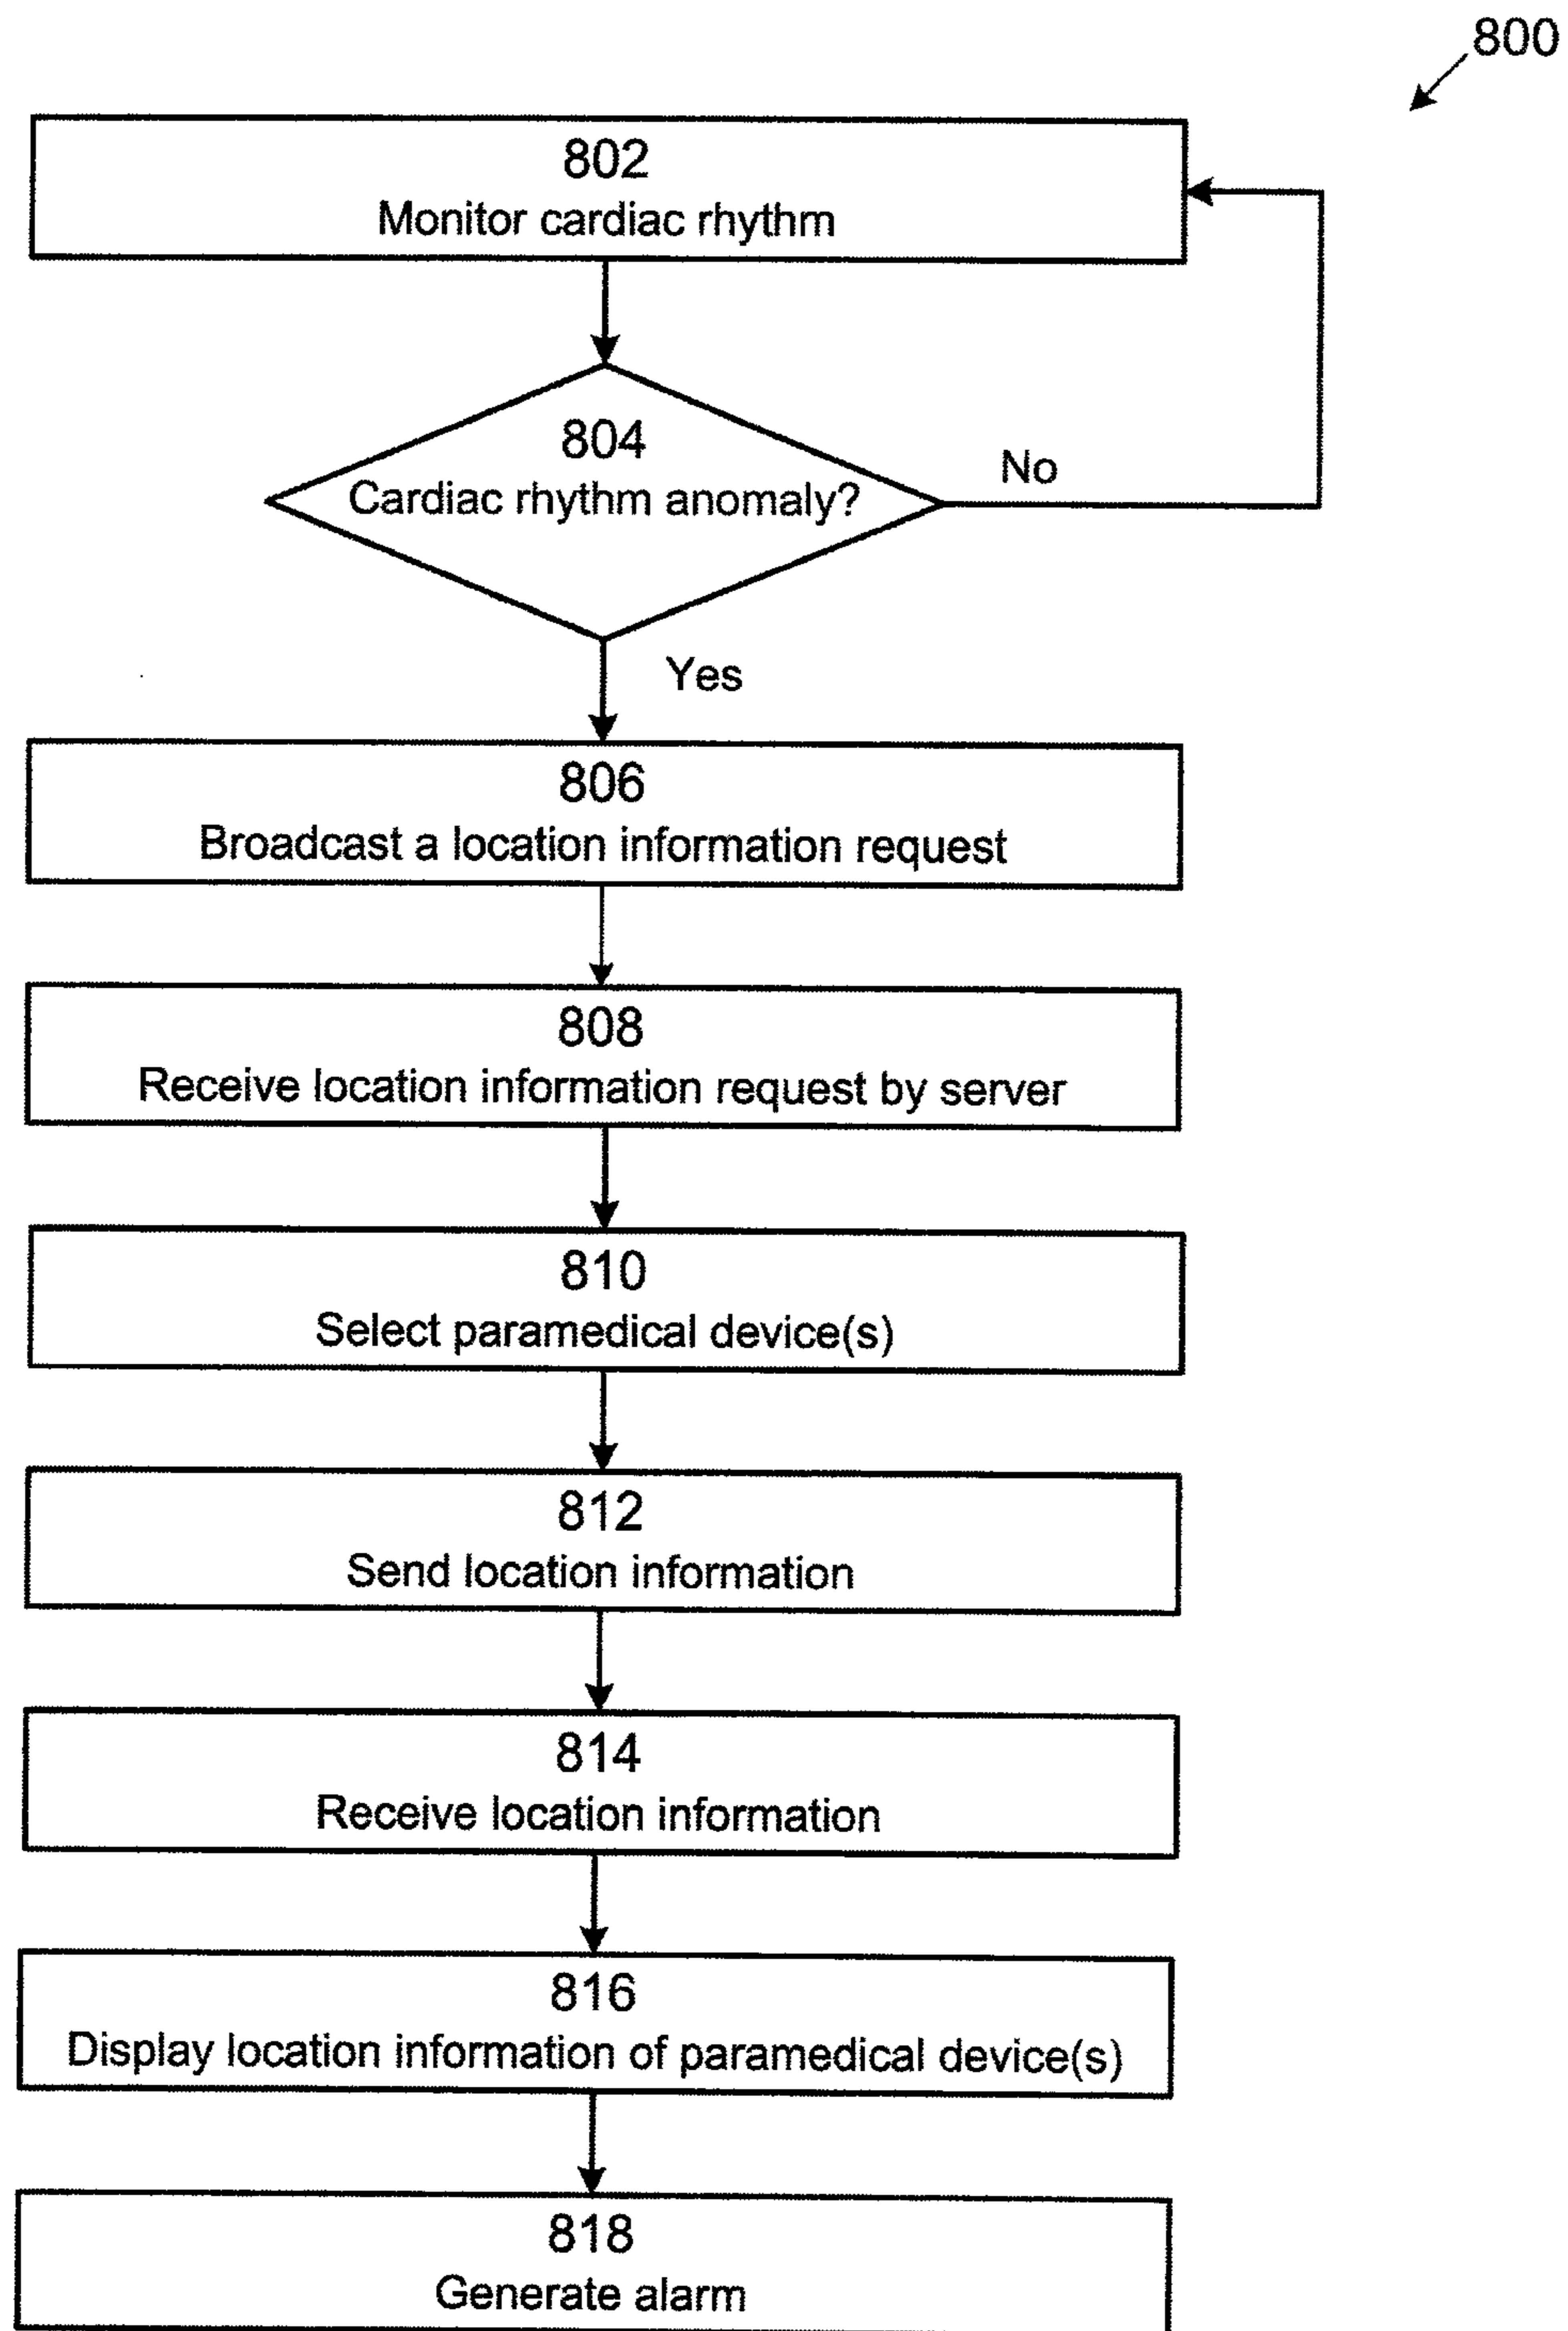 800
802
Monitor cardiac rhythm
804
Cardiac rhythm anomaly?
No
Yes
806
Broadcast a location information request
808
Receive location information request by server
810
Select paramedical device(s)
812
Send location information
814
Receive location information
816
Display location information of paramedical device(s)
818
Generate alarm